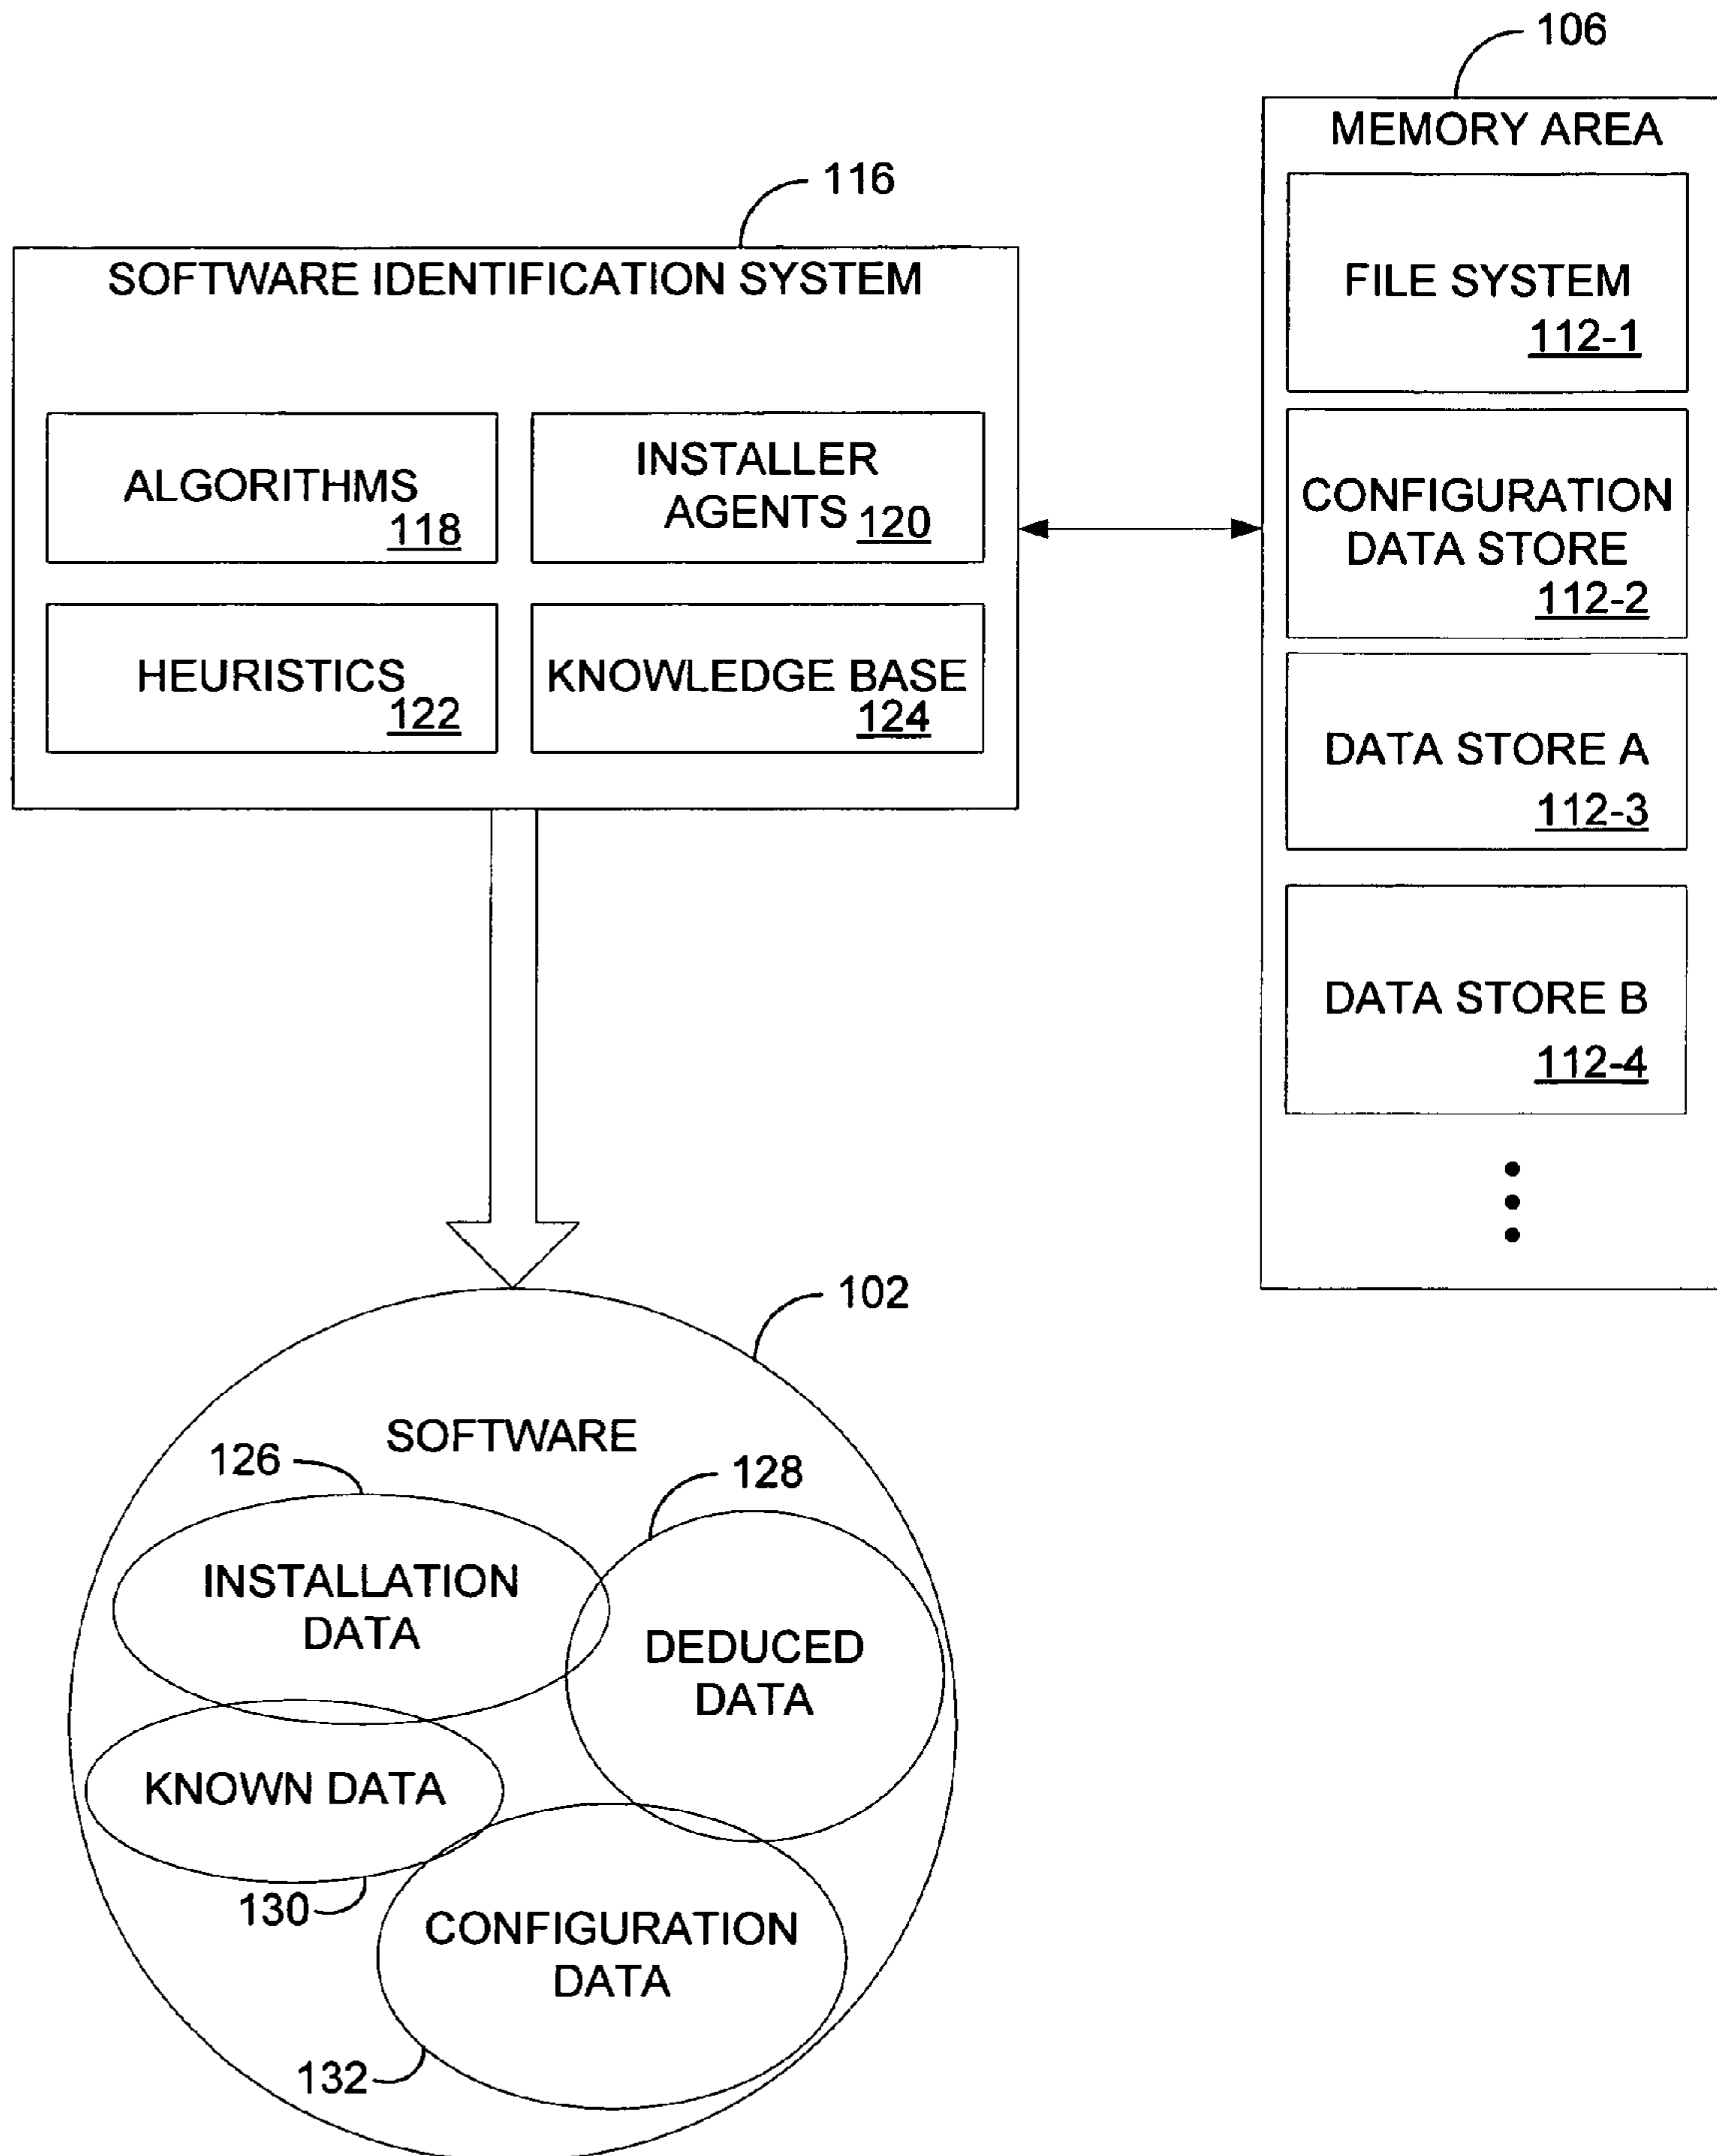 106
MEMORY AREA
FILE SYSTEM
112-1
CONFIGURATION
DATA STORE
112-2
DATA STORE A
112-3
DATA STORE B
112-4
116
SOFTWARE IDENTIFICATION SYSTEM
ALGORITHMS
118
INSTALLER
AGENTS 120
HEURISTICS
122
KNOWLEDGE BASE
124
102
SOFTWARE
126
128
INSTALLATION
DATA
DEDUCED
DATA
KNOWN DATA
130
CONFIGURATION
DATA
132